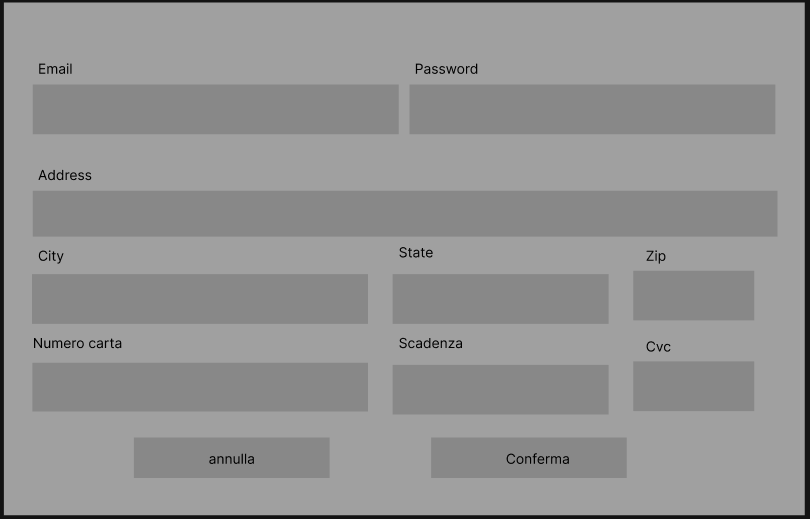 Email
Password
Address
City
State
Zip
Numero carta
Scadenza
Cvc
annulla
Conferma